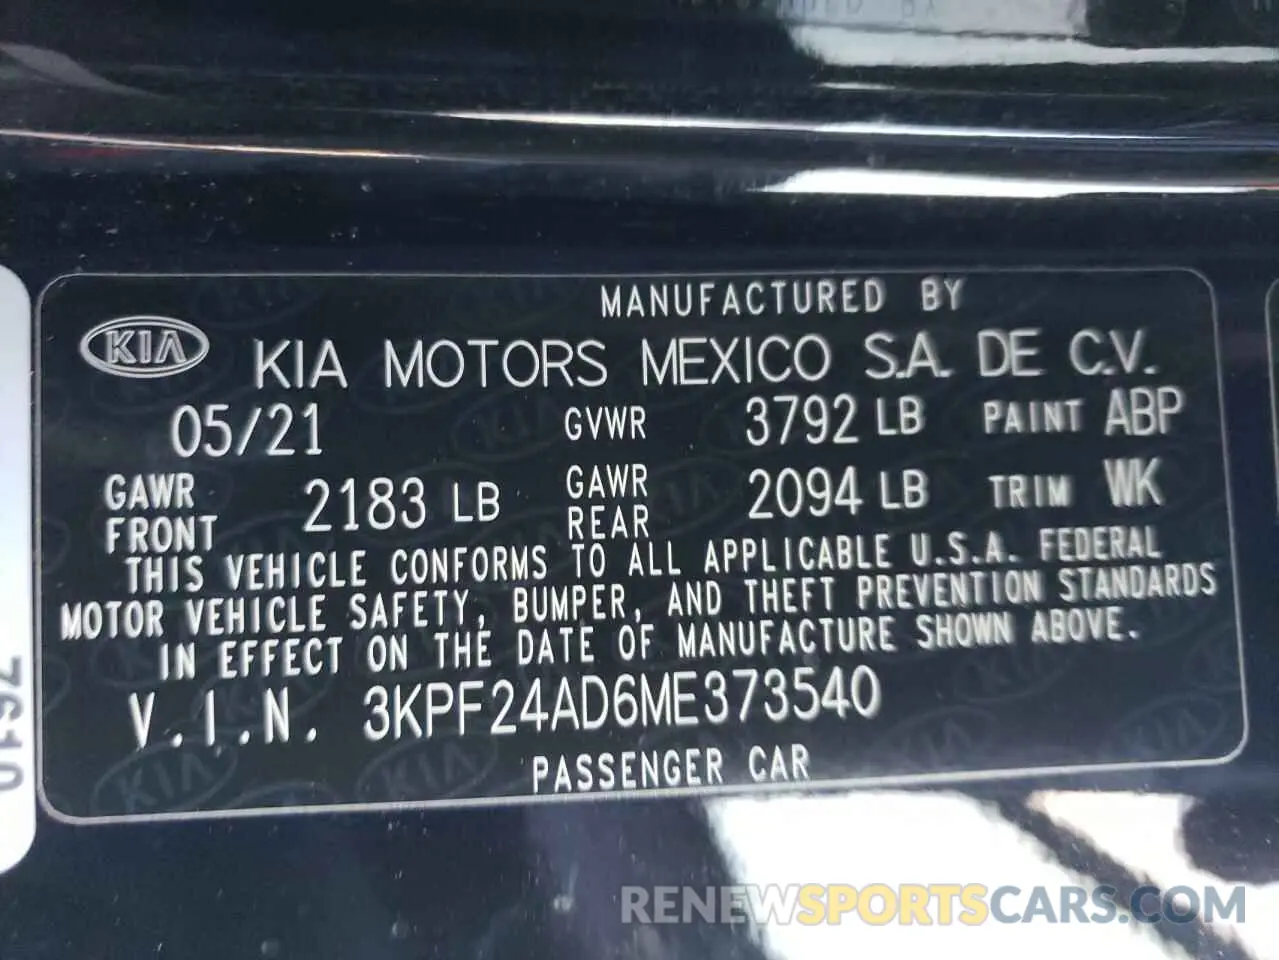 MANUFACTURED BY
KIA KIA MOTORS MEXICO S.A. DE C.V.
05/21 GVWR 3792 LB PAINT ABP
GAWR FRONT 2183 LB GAWR REAR 2094 LB TRIM WK
THIS VEHICLE CONFORMS TO ALL APPLICABLE U.S.A. FEDERAL
MOTOR VEHICLE SAFETY, BUMPER, AND THEFT PREVENTION STANDARDS
IN EFFECT ON THE DATE OF MANUFACTURE SHOWN ABOVE.
V.I.N. 3KPF24AD6ME373540
PASSENGER CAR
RENEWSPORTSCARS.COM